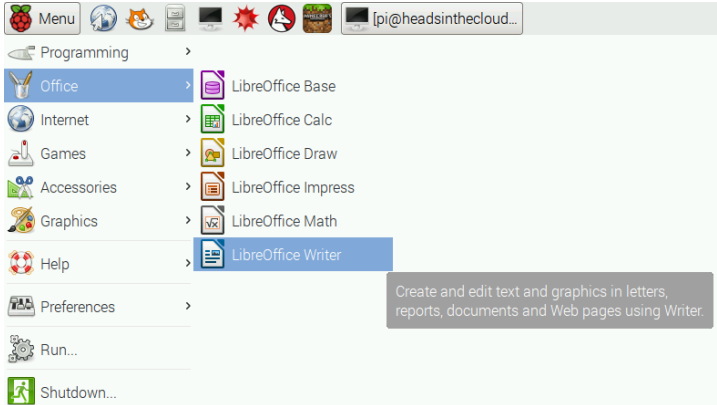 Menu
[pi@headsinthecloud...
Programming
Office
LibreOffice Base
Internet
LibreOffice Calc
Games
LibreOffice Draw
Accessories
LibreOffice Impress
Graphics
LibreOffice Math
LibreOffice Writer
Help
Create and edit text and graphics in letters,
reports, documents and Web pages using Writer.
Preferences
Run...
Shutdown...